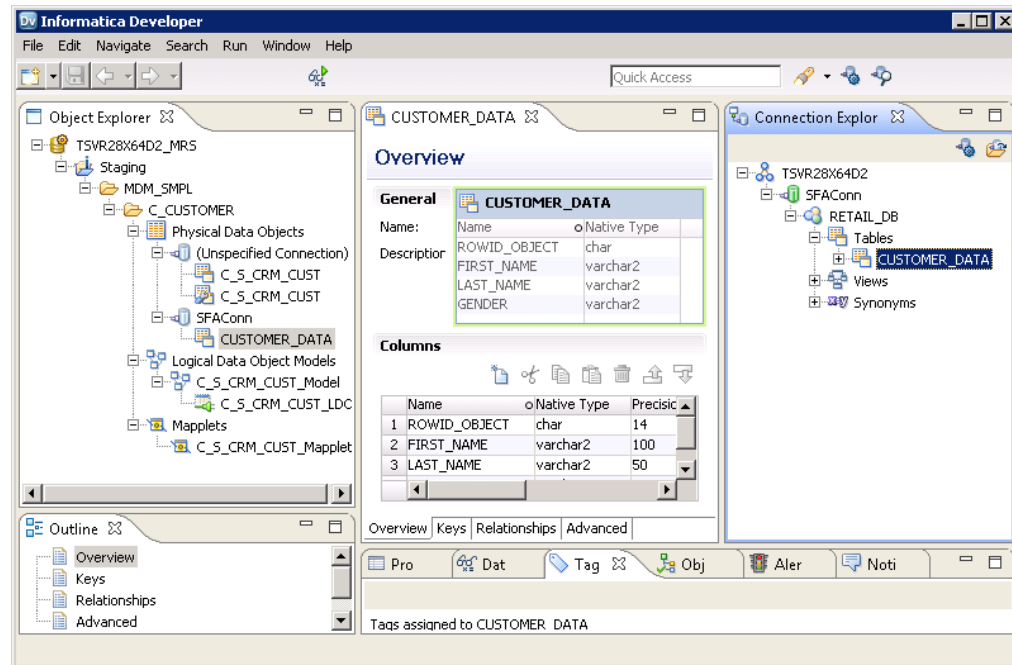 Informatica Developer
File Edit Navigate Search Run Window Help
Quick Access
Object Explorer
TSVR28X64D2_MRS
Staging
MDM_SMPL
C_CUSTOMER
Physical Data Objects
(Unspecified Connection)
C_S_CRM_CUST
C_S_CRM_CUST
SFAConn
CUSTOMER_DATA
Logical Data Object Models
C_S_CRM_CUST_Model
C_S_CRM_CUST_LDC
Mapplets
C_S_CRM_CUST_Mapplet
Outline
Overview
Keys
Relationships
Advanced
CUSTOMER_DATA
Overview
General
Name:
Description
CUSTOMER_DATA
Name Native Type
ROWID_OBJECT char
FIRST_NAME varchar2
LAST_NAME varchar2
GENDER varchar2
Columns
Name Native Type Precisic
1 ROWID_OBJECT char 14
2 FIRST_NAME varchar2 100
3 LAST_NAME varchar2 50
Overview Keys Relationships Advanced
Connection Explor
TSVR28X64D2
SFAConn
RETAIL_DB
Tables
CUSTOMER_DATA
Views
Synonyms
Pro Dat Tag Obj Aler Noti
Tags assigned to CUSTOMER_DATA